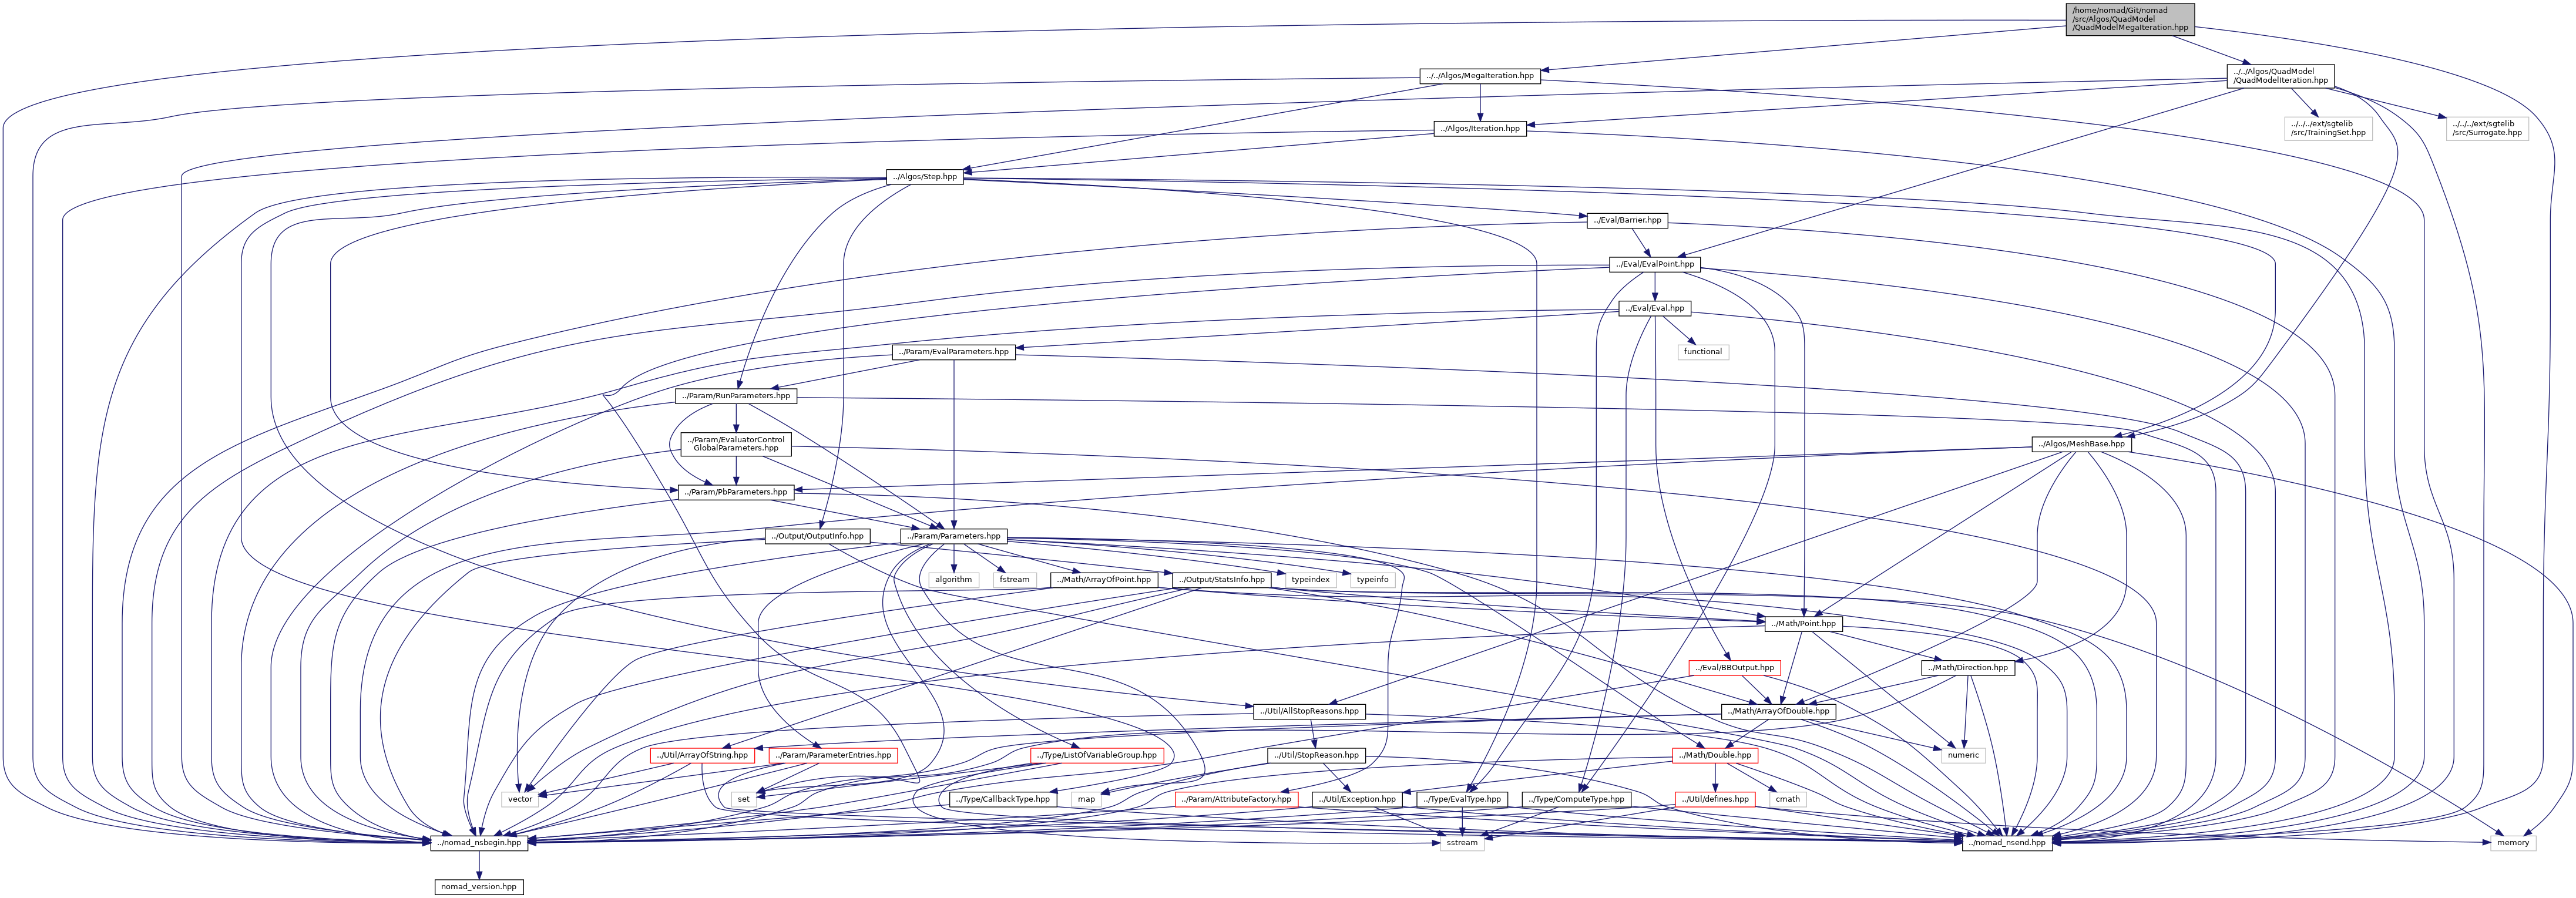 /home/nomad/Git/nomad
/src/Algos/QuadModel
/QuadModelMegaIteration.hpp
../../Algos/MegaIteration.hpp
../../Algos/QuadModel
/QuadModelIteration.hpp
../Algos/Iteration.hpp
../../../ext/sgtelib
/src/TrainingSet.hpp
../../../ext/sgtelib
/src/Surrogate.hpp
../Algos/Step.hpp
../Eval/Barrier.hpp
../Eval/EvalPoint.hpp
../Eval/Eval.hpp
../Param/EvalParameters.hpp
functional
../Param/RunParameters.hpp
../Param/EvaluatorControl
GlobalParameters.hpp
../Algos/MeshBase.hpp
../Param/PbParameters.hpp
../Output/OutputInfo.hpp
../Param/Parameters.hpp
algorithm
fstream
../Math/ArrayOfPoint.hpp
../Output/StatsInfo.hpp
typeindex
typeinfo
../Math/Point.hpp
../Eval/BBOutput.hpp
../Math/Direction.hpp
../Util/AllStopReasons.hpp
../Math/ArrayOfDouble.hpp
../Util/ArrayOfString.hpp
../Param/ParameterEntries.hpp
../Type/ListOfVariableGroup.hpp
../Util/StopReason.hpp
../Math/Double.hpp
numeric
vector
set
../Type/CallbackType.hpp
map
../Param/AttributeFactory.hpp
../Util/Exception.hpp
../Type/EvalType.hpp
../Type/ComputeType.hpp
../Util/defines.hpp
cmath
../nomad_nsbegin.hpp
sstream
../nomad_nsend.hpp
memory
nomad_version.hpp